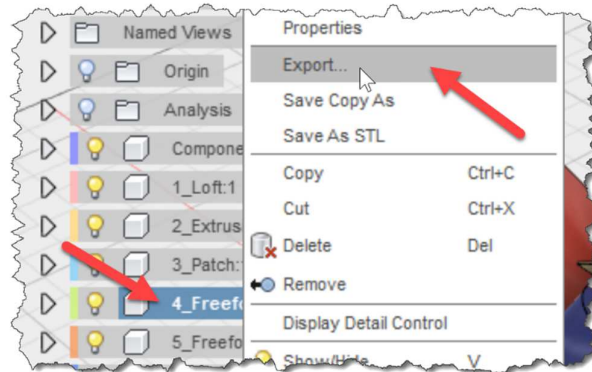 Named Views
Origin
Analysis
Compone
1_Loft:1
2_Extrus
3_Patch:
4_Freefo
5_Freefo
Properties
Export...
Save Copy As
Save As STL
Copy Ctrl+C
Cut Ctrl+X
Delete Del
Remove
Display Detail Control
Show/Hide V